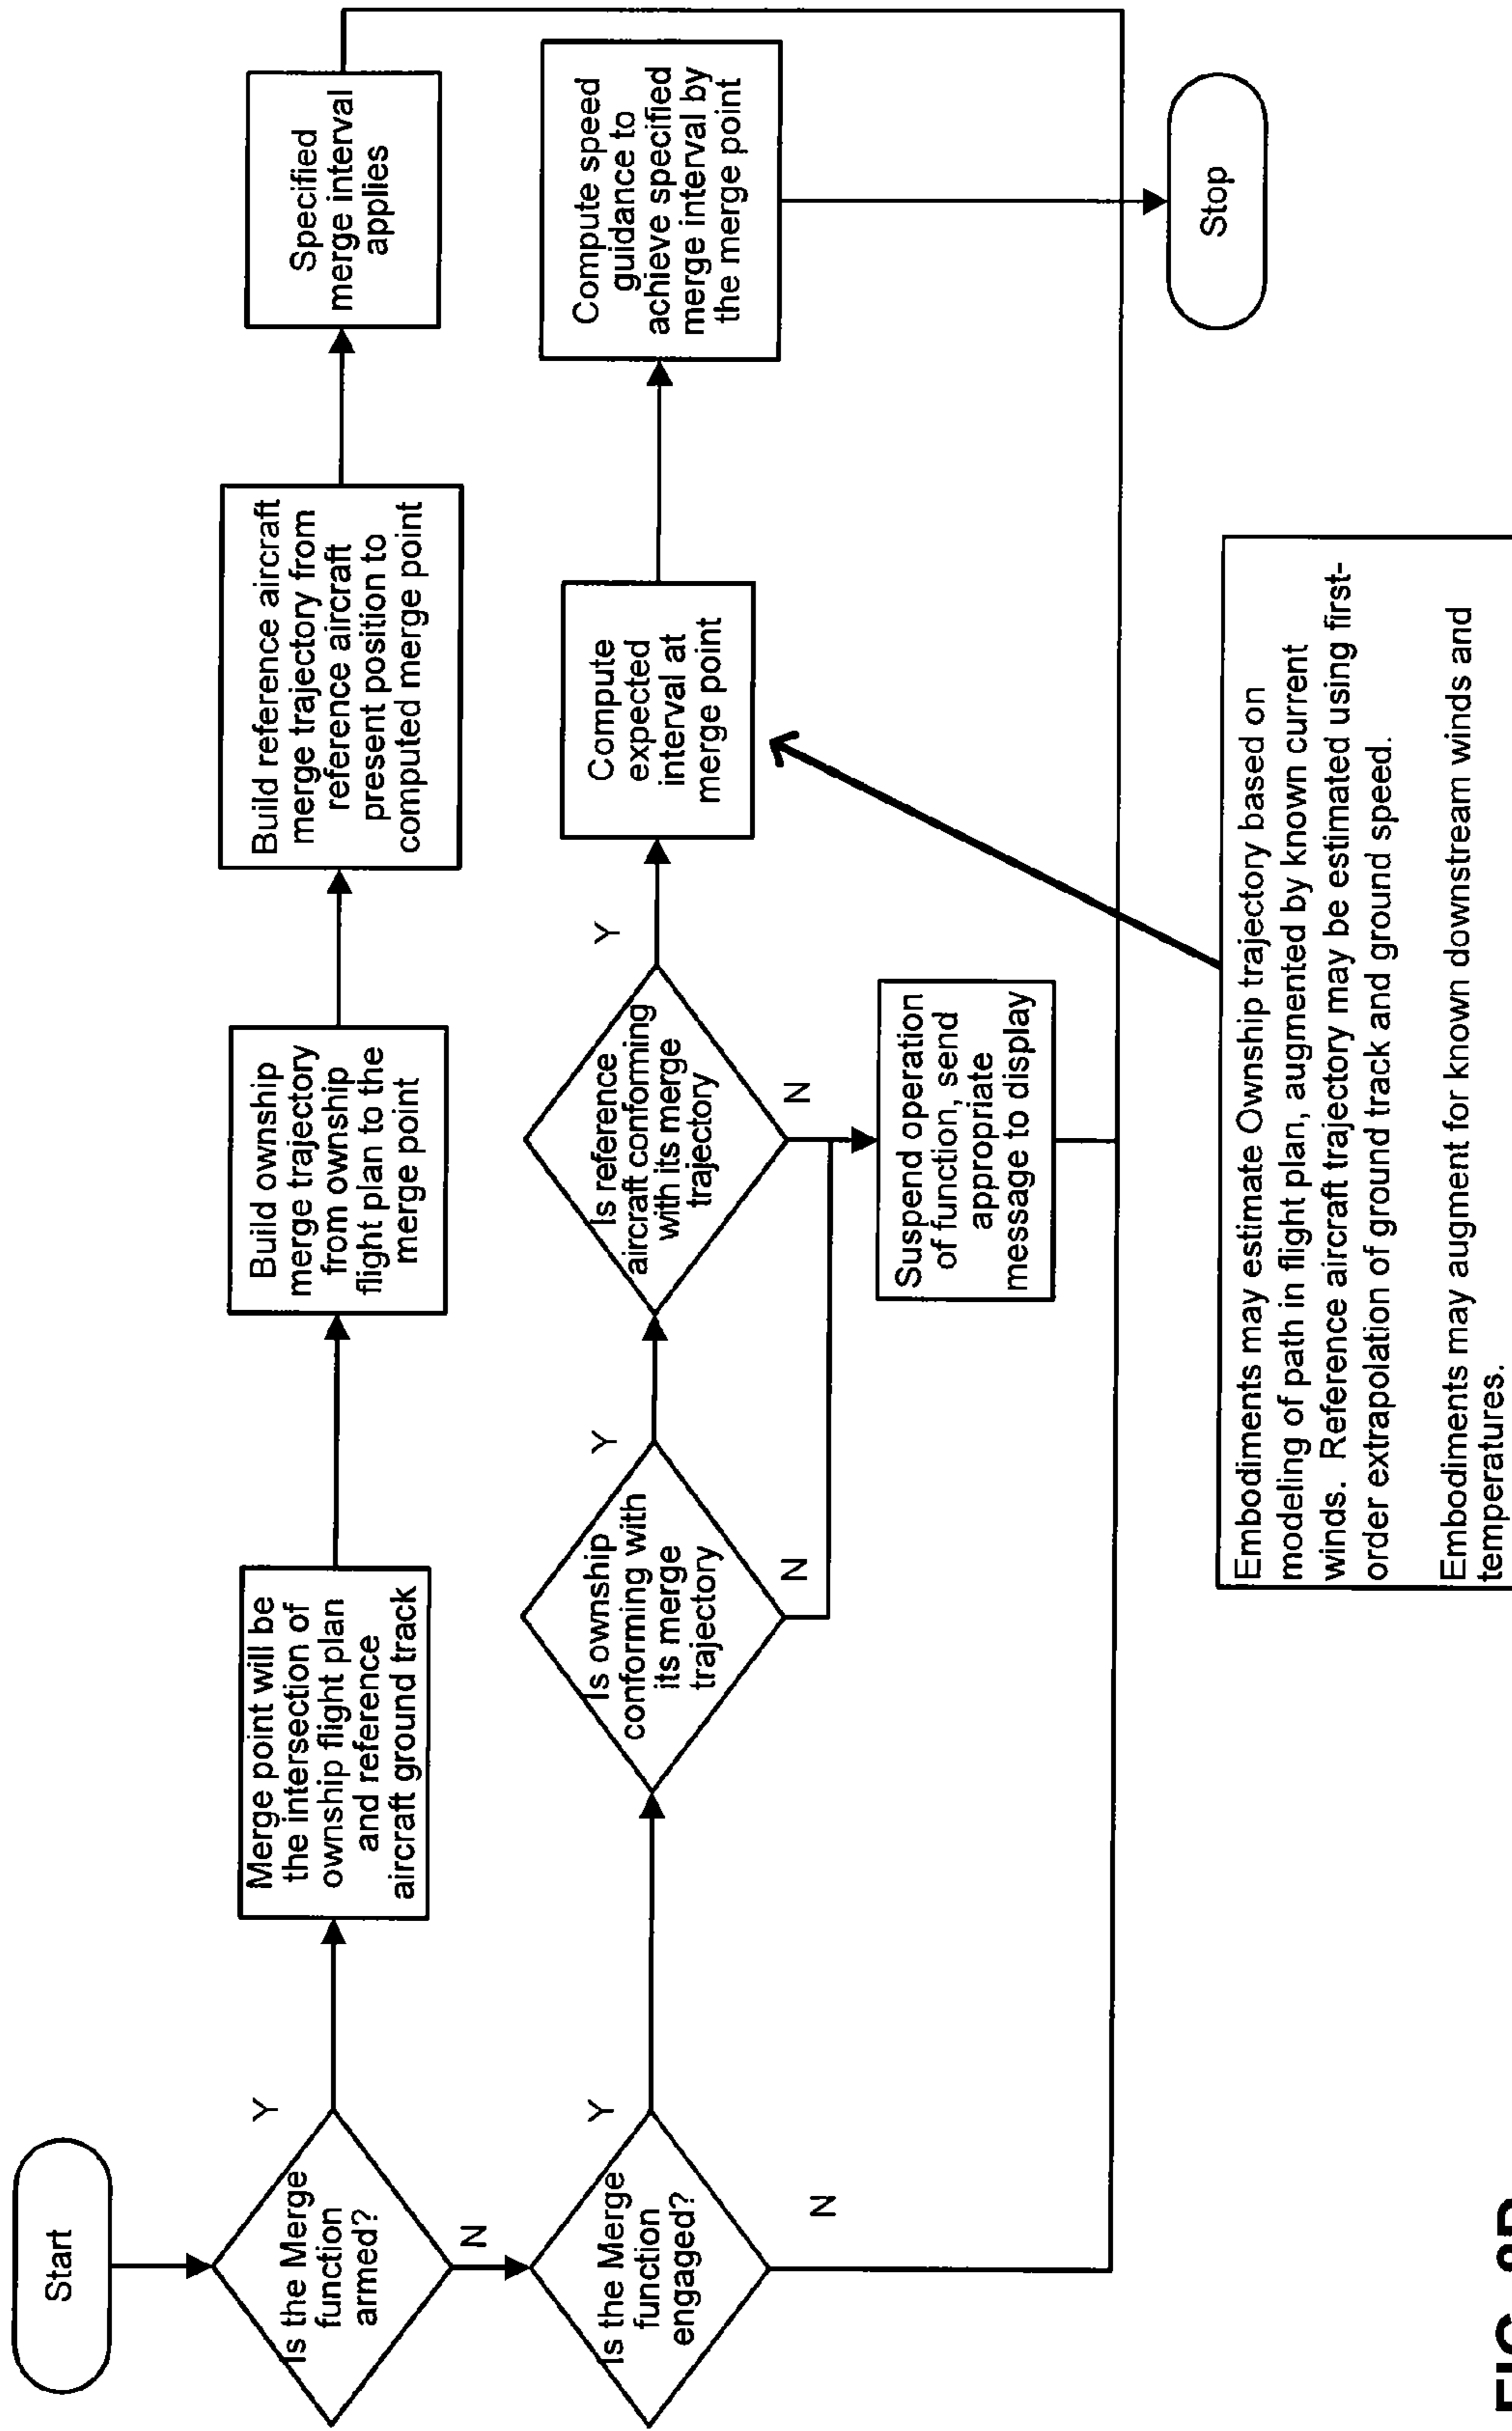 Start
Is the Merge
function
armed?
Y
N
Merge point will be
the intersection of
ownship flight plan
and reference
aircraft ground track
Build ownship
merge trajectory
from ownship
flight plan to the
merge point
Build reference aircraft
merge trajectory from
reference aircraft
present position to
computed merge point
Specified
merge interval
applies
Is the Merge
function
engaged?
Y
N
Is ownship
conforming with
its merge
trajectory
Y
N
Is reference
aircraft conforming
with its merge
trajectory
Y
N
Compute
expected
interval at
merge point
Compute speed
guidance to
achieve specified
merge interval by
the merge point
Suspend operation
of function, send
appropriate
message to display
Stop
Embodiments may estimate Ownship trajectory based on
modeling of path in flight plan, augmented by known current
winds. Reference aircraft trajectory may be estimated using first-
order extrapolation of ground track and ground speed.
Embodiments may augment for known downstream winds and
temperatures.
FIG.